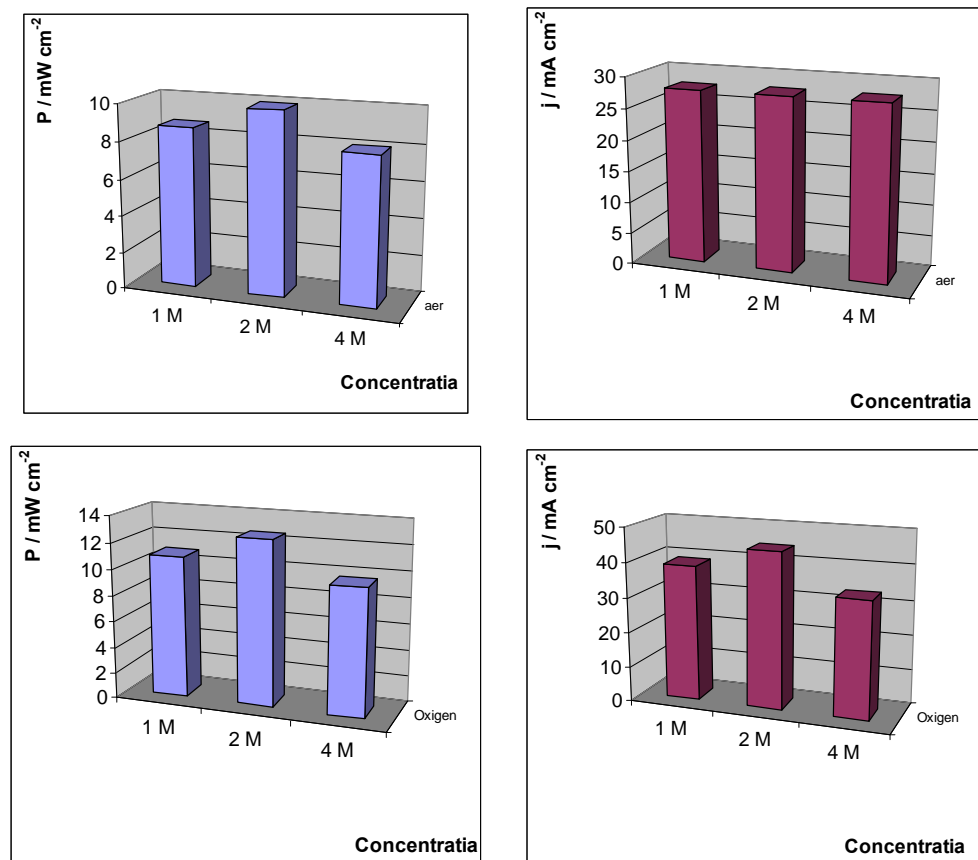 P / mW cm-2
10
8
6
4
2
0
1 M
2 M
4 M
aer
Concentratia
j / mA cm-2
30
25
20
15
10
5
0
1 M
2 M
4 M
aer
Concentratia
P / mW cm-2
14
12
10
8
6
4
2
0
1 M
2 M
4 M
Oxigen
Concentratia
j / mA cm-2
50
40
30
20
10
0
1 M
2 M
4 M
Oxigen
Concentratia